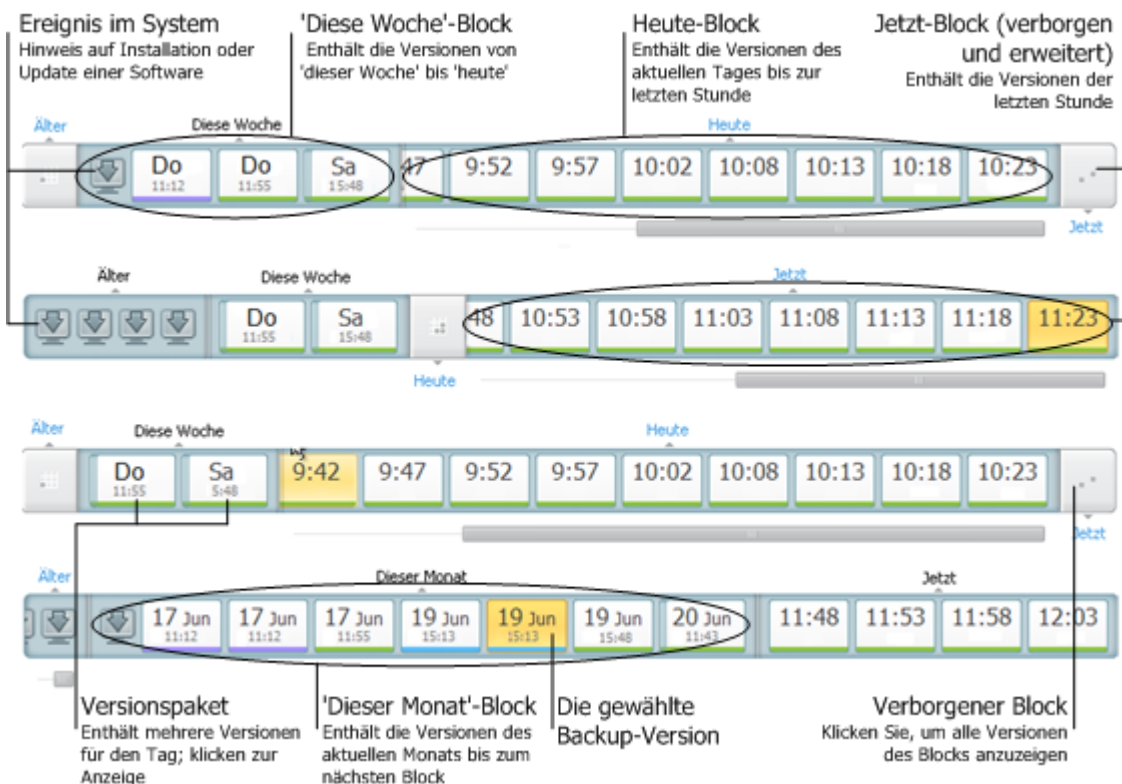 Ereignis im System
Hinweis auf Installation oder
Update einer Software
'Diese Woche'-Block
Enthält die Versionen von
'dieser Woche' bis 'heute'
Heute-Block
Enthält die Versionen des
aktuellen Tages bis zur
letzten Stunde
Jetzt-Block (verborgen
und erweitert)
Enthält die Versionen der
letzten Stunde
Älter Diese Woche Heute
Do Do Sa 47 9:52 9:57 10:02 10:08 10:13 10:18 10:23
11:12 11:55 15:48
Jetzt
Älter Diese Woche Jetzt
Do Sa 48 10:53 10:58 11:03 11:08 11:13 11:18 11:23
11:55 15:48
Heute
Älter Diese Woche Heute
Do Sa 9:42 9:47 9:52 9:57 10:02 10:08 10:13 10:18 10:23
11:55 5:48
Jetzt
Älter Dieser Monat Jetzt
17 Jun 17 Jun 17 Jun 19 Jun 19 Jun 19 Jun 20 Jun 11:48 11:53 11:58 12:03
11:12 11:12 11:55 15:13 15:13 15:48 11:43
Versionspaket
Enthält mehrere Versionen
für den Tag; klicken zur
Anzeige
'Dieser Monat'-Block
Enthält die Versionen des
aktuellen Monats bis zum
nächsten Block
Die gewählte
Backup-Version
Verborgener Block
Klicken Sie, um alle Versionen
des Blocks anzuzeigen